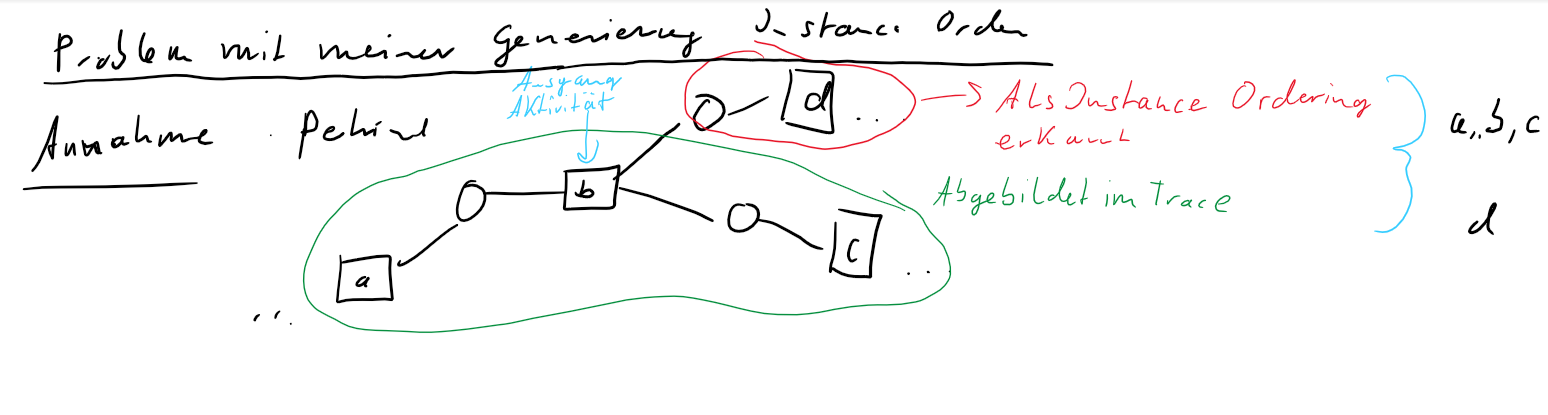 Problem mit meiner Generierung Instance Order
Ausgang
AKtivität
d ..
→ Als Instance Ordering
erkannt
a,.b,c
Annahme : Petrinet
b
Abgebildet im Trace
c ..
d
a
...